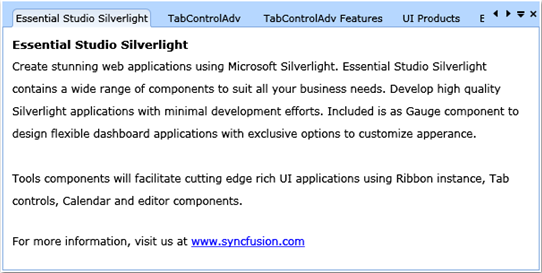 Essential Studio Silverlight TabControlAdv TabControlAdv Features UI Products E
Essential Studio Silverlight
Create stunning web applications using Microsoft Silverlight. Essential Studio Silverlight
contains a wide range of components to suit all your business needs. Develop high quality
Silverlight applications with minimal development efforts. Included is as Gauge component to
design flexible dashboard applications with exclusive options to customize apperance.
Tools components will facilitate cutting edge rich UI applications using Ribbon instance, Tab
controls, Calendar and editor components.
For more information, visit us at www.syncfusion.com